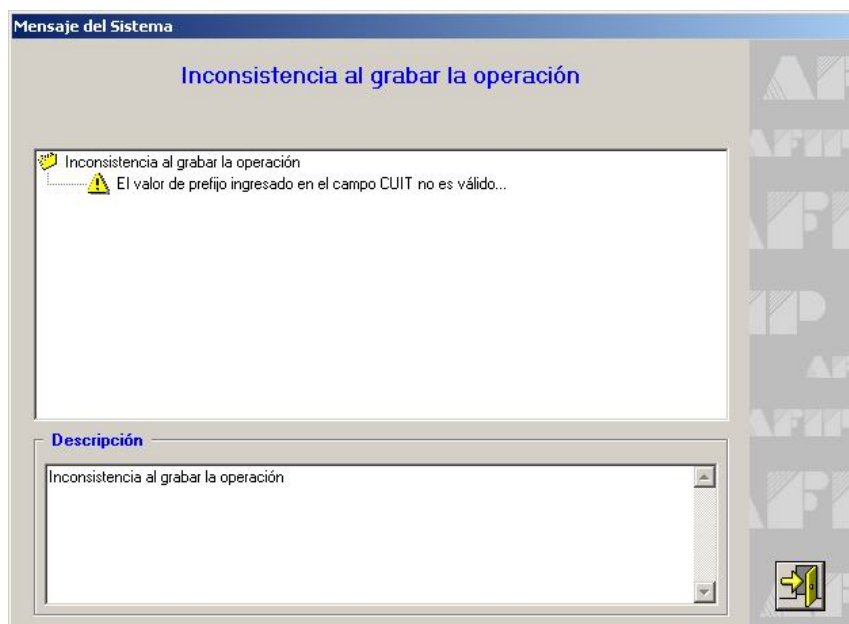 Mensaje del Sistema
Inconsistencia al grabar la operación
Inconsistencia al grabar la operación
El valor de prefijo ingresado en el campo CUIT no es válido...
Descripción
Inconsistencia al grabar la operación
AFIP